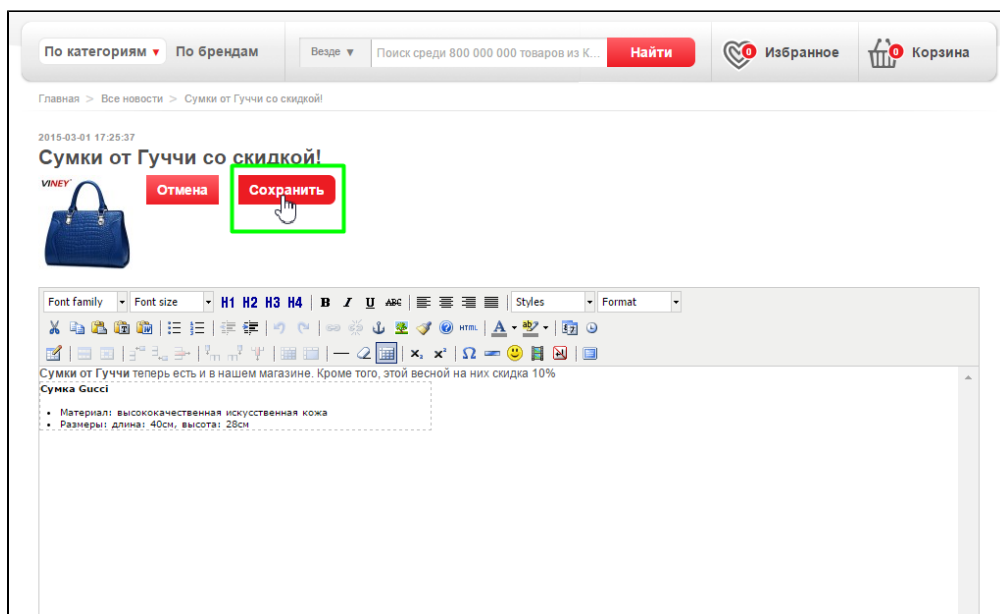 По категориям ▼ По брендам Везде ▼ Поиск среди 800 000 000 товаров из К... Найти 0 Избранное 0 Корзина
Главная > Все новости > Сумки от Гуччи со скидкой!
2015-03-01 17:25:37
Сумки от Гуччи со скидкой!
VINEY
Отмена Сохранить
Font family Font size H1 H2 H3 H4 B I U ABC Styles Format
HTML A ab
x₂ x² Ω
Сумки от Гуччи теперь есть и в нашем магазине. Кроме того, этой весной на них скидка 10%
Сумка Gucci
• Материал: высококачественная искусственная кожа
• Размеры: длина: 40см, высота: 28см